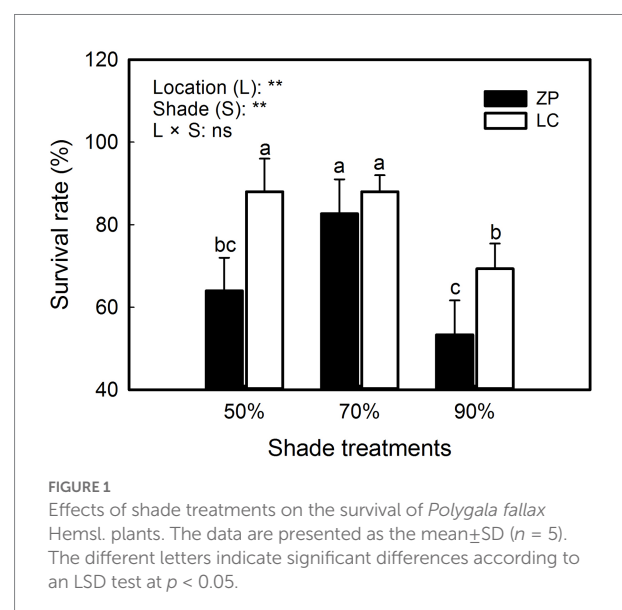 120
100
80
60
40
Survival rate (%)
Location (L): **
Shade (S): **
L × S: ns
ZP
LC
bc
a
a
a
c
b
50%
70%
90%
Shade treatments
FIGURE 1
Effects of shade treatments on the survival of Polygala fallax
Hemsl. plants. The data are presented as the mean±SD (n = 5).
The different letters indicate significant differences according to
an LSD test at p < 0.05.